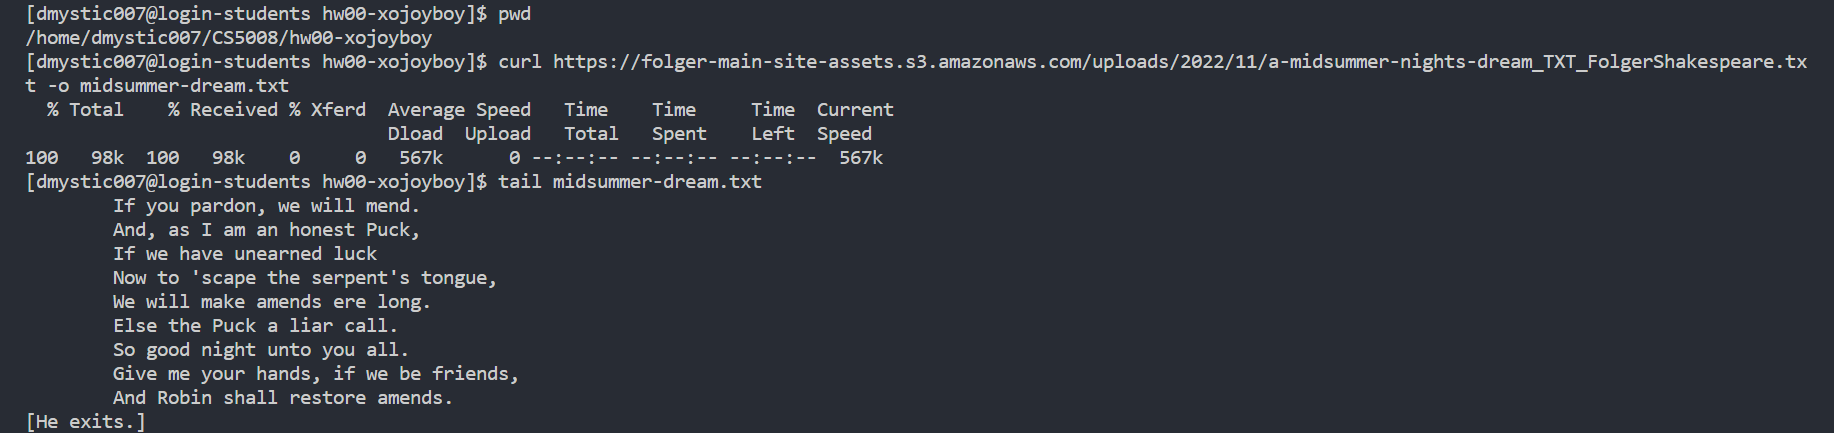 [dmystic007@login-students hw00-xojoyboy]$ pwd
/home/dmystic007/CS5008/hw00-xojoyboy
[dmystic007@login-students hw00-xojoyboy]$ curl https://folger-main-site-assets.s3.amazonaws.com/uploads/2022/11/a-midsummer-nights-dream_TXT_FolgerShakespeare.tx
t -o midsummer-dream.txt
  % Total    % Received % Xferd  Average Speed   Time    Time     Time  Current
                                 Dload  Upload   Total   Spent    Left  Speed
100   98k  100   98k    0     0   567k      0 --:--:-- --:--:-- --:--:--  567k
[dmystic007@login-students hw00-xojoyboy]$ tail midsummer-dream.txt
        If you pardon, we will mend.
        And, as I am an honest Puck,
        If we have unearned luck
        Now to 'scape the serpent's tongue,
        We will make amends ere long.
        Else the Puck a liar call.
        So good night unto you all.
        Give me your hands, if we be friends,
        And Robin shall restore amends.
[He exits.]